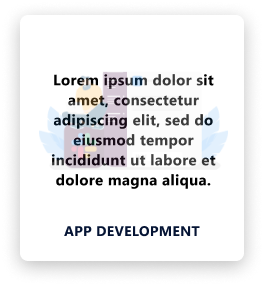 Lorem ipsum dolor sit
amet, consectetur
adipiscing elit, sed do
eiusmod tempor
incididunt ut labore et
dolore magna aliqua.
APP DEVELOPMENT